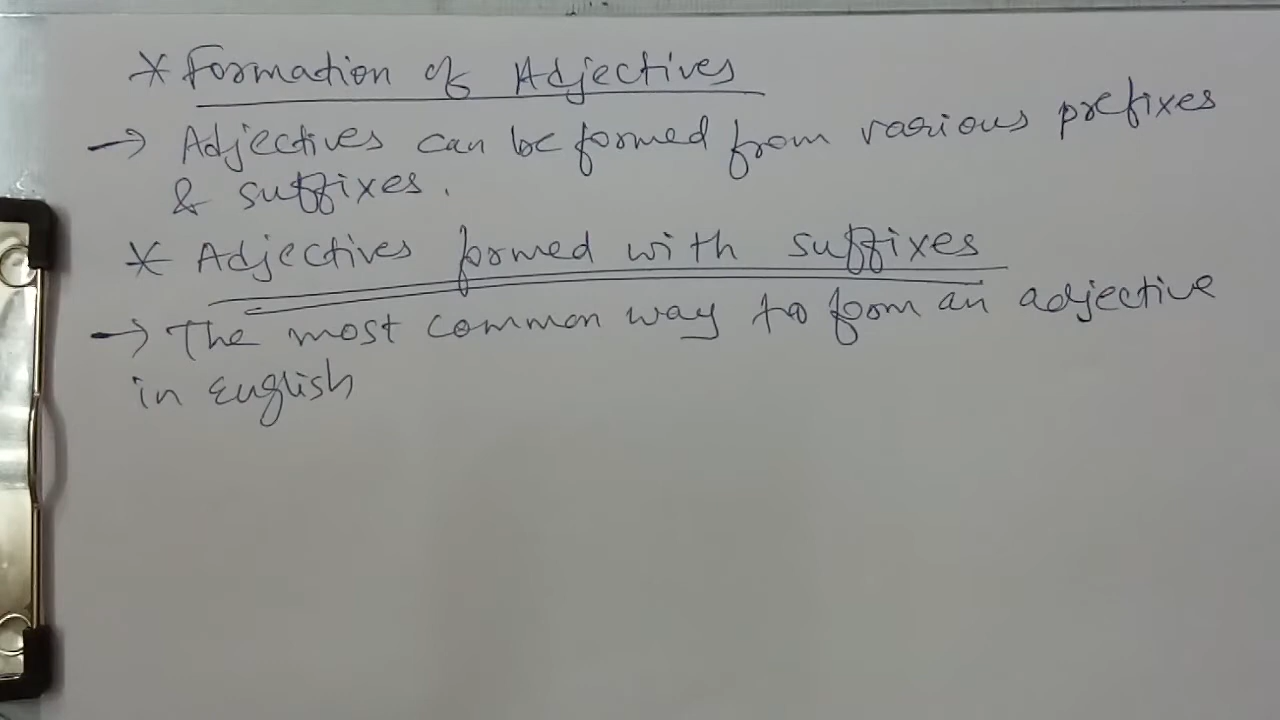 * Formation of Adjectives
→ Adjectives can be formed from various prefixes
& suffixes.
* Adjectives formed with suffixes
→ The most common way to form an adjective
in English